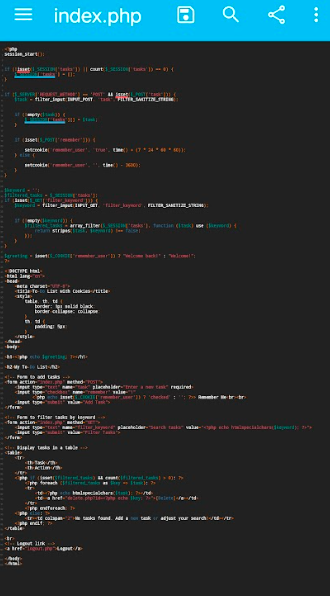 index.php
<?php
session_start();
if (!isset($_SESSION['tasks']) || count($_SESSION['tasks']) == 0) {
$_SESSION['tasks'] = [];
}
if ($_SERVER['REQUEST_METHOD'] == 'POST' && isset($_POST['task'])) {
$task = filter_input(INPUT_POST, 'task', FILTER_SANITIZE_STRING);
if (!empty($task)) {
$_SESSION['tasks'][] = $task;
}
if (isset($_POST['remember'])) {
setcookie('remember_user', 'true', time() + (7 * 24 * 60 * 60));
} else {
setcookie('remember_user', '', time() - 3600);
}
}
$keyword = '';
$filtered_tasks = $_SESSION['tasks'];
if (isset($_GET['filter_keyword'])) {
$keyword = filter_input(INPUT_GET, 'filter_keyword', FILTER_SANITIZE_STRING);
if (!empty($keyword)) {
$filtered_tasks = array_filter($_SESSION['tasks'], function ($task) use ($keyword) {
return stripos($task, $keyword) !== false;
});
}
}
$greeting = isset($_COOKIE['remember_user']) ? "Welcome back!" : "Welcome!";
?>
<!DOCTYPE html>
<html lang="en">
<head>
<meta charset="UTF-8">
<title>To-Do List With Cookies</title>
<style>
table, th, td {
border: 1px solid black;
border-collapse: collapse;
}
th, td {
padding: 5px;
}
</style>
</head>
<body>
<h1><?php echo $greeting; ?></h1>
<h2>My To-Do List</h2>
<!-- Form to add tasks -->
<form action="index.php" method="POST">
<input type="text" name="task" placeholder="Enter a new task" required>
<input type="checkbox" name="remember" value="1"
<?php echo isset($_COOKIE['remember_user']) ? 'checked' : ''; ?>> Remember Me<br><br>
<input type="submit" value="Add Task">
</form>
<!-- Form to filter tasks by keyword -->
<form action="index.php" method="GET">
<input type="text" name="filter_keyword" placeholder="Search tasks" value="<?php echo htmlspecialchars($keyword); ?>">
<input type="submit" value="Filter Tasks">
</form>
<!-- Display tasks in a table -->
<table>
<tr>
<th>Task</th>
<th>Action</th>
</tr>
<?php if (isset($filtered_tasks) && count($filtered_tasks) > 0): ?>
<?php foreach ($filtered_tasks as $key => $task): ?>
<tr>
<td><?php echo htmlspecialchars($task); ?></td>
<td><a href="delete.php?id=<?php echo $key; ?>">Delete</a></td>
</tr>
<?php endforeach; ?>
<?php else: ?>
<tr><td colspan="2">No tasks found. Add a new task or adjust your search!</td></tr>
<?php endif; ?>
</table>
<br>
<!-- Logout link -->
<a href="logout.php">Logout</a>
</body>
</html>